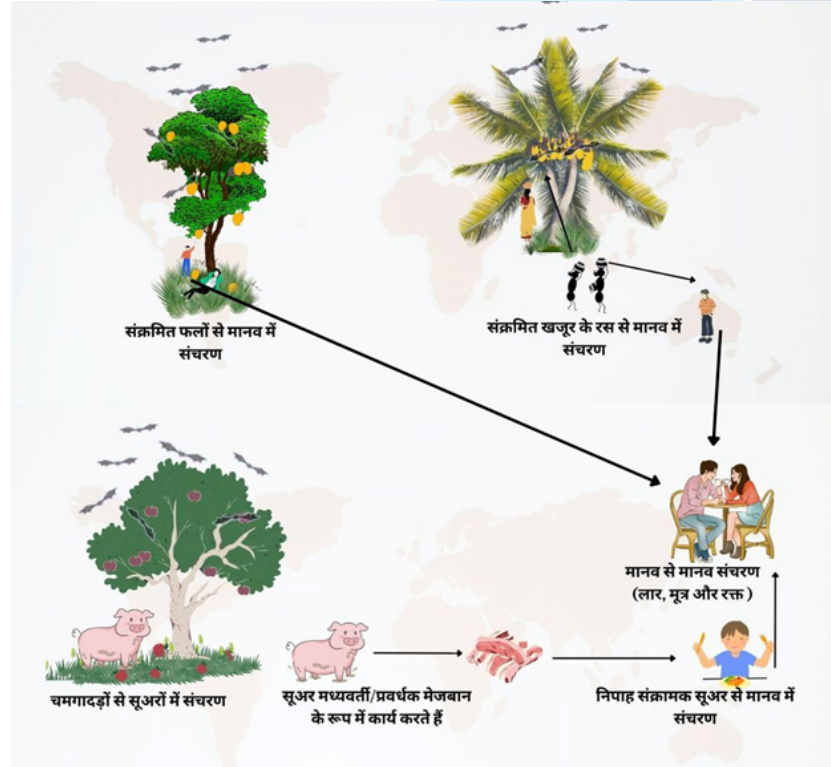 संक्रमित फलों से मानव में
संचरण
संक्रमित खजूर के रस से मानव में
संचरण
मानव से मानव संचरण
(लार, मूत्र और रक्त )
चमगादड़ों से सूअरों में संचरण
सूअर मध्यवर्ती/प्रवर्धक मेजबान
के रूप में कार्य करते हैं
निपाह संक्रामक सूअर से मानव में
संचरण